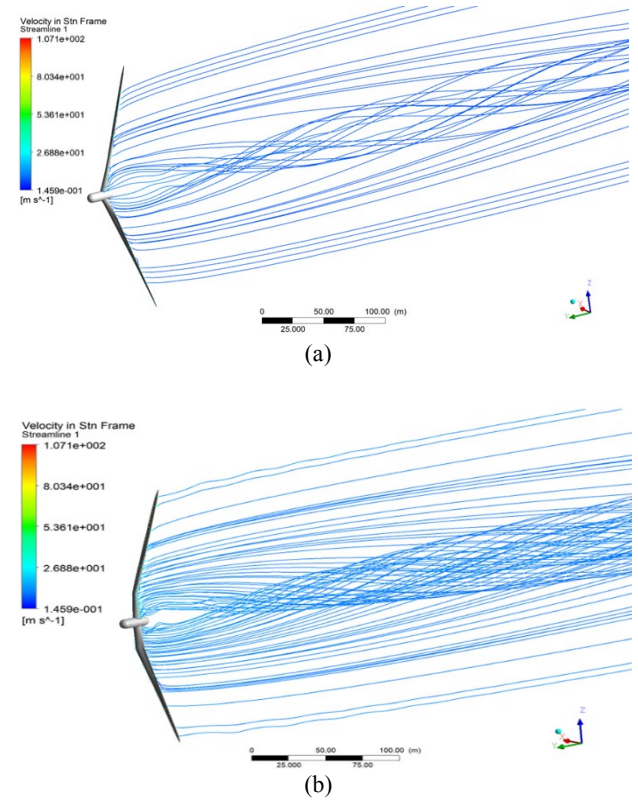 Velocity in Stn Frame
Streamline 1
1.071e+002
8.034e+001
5.361e+001
2.688e+001
1.459e-001
[m s^-1]
0 50.00 100.00 (m)
25.000 75.00
Z
X
Y
(a)
Velocity in Stn Frame
Streamline 1
1.071e+002
8.034e+001
5.361e+001
2.688e+001
1.459e-001
[m s^-1]
0 50.00 100.00 (m)
25.000 75.00
Z
X
Y
(b)